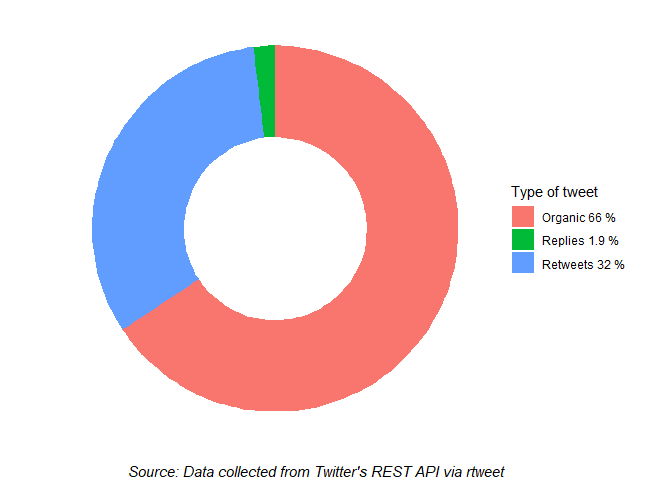 Type of tweet
Organic 66 %
Replies 1.9 %
Retweets 32 %
Source: Data collected from Twitter's REST API via rtweet